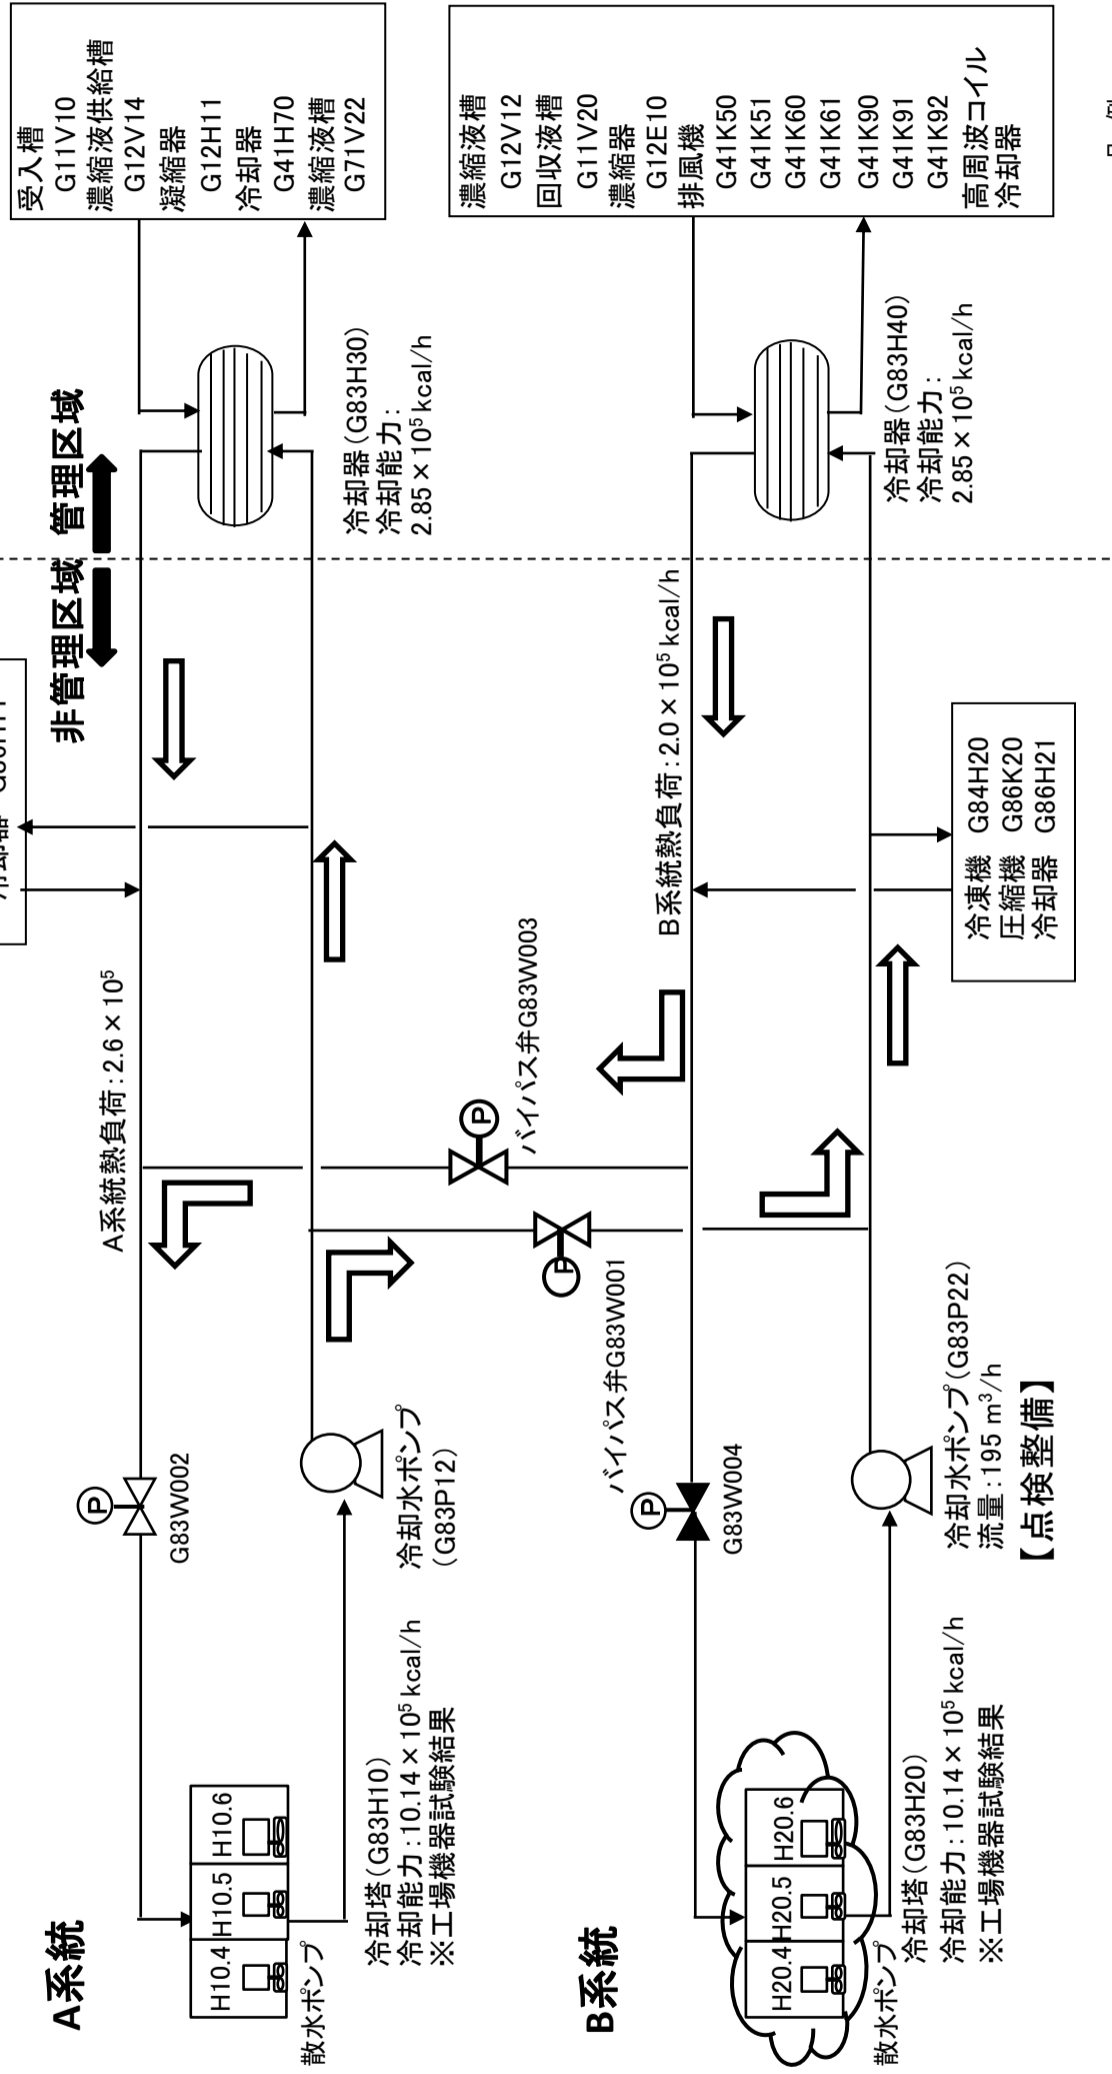 A系統
H10.4
H10.5
H10.6
散水ポンプ
冷却塔(G83H10)
冷却能力:10.14×10⁵ kcal/h
※工場機器試験結果
P
G83W002
冷却水ポンプ
(G83P12)
A系統熱負荷:2.6×10⁵
非管理区域
管理区域
冷却器(G83H30)
冷却能力:
2.85×10⁵ kcal/h
受入槽
G11V10
濃縮液供給槽
G12V14
凝縮器
G12H11
冷却器
G41H70
濃縮液槽
G71V22
P
バイパス弁G83W003
P
バイパス弁G83W001
B系統
H20.4
H20.5
H20.6
散水ポンプ
冷却塔(G83H20)
冷却能力:10.14×10⁵ kcal/h
※工場機器試験結果
P
G83W004
冷却水ポンプ(G83P22)
流量:195 m³/h
【点検整備】
B系統熱負荷:2.0×10⁵ kcal/h
冷凍機 G84H20
圧縮機 G86K20
冷却器 G86H21
冷却器(G83H40)
冷却能力:
2.85×10⁵ kcal/h
濃縮液槽
G12V12
回収液槽
G11V20
濃縮器
G12E10
排風機
G41K50
G41K51
G41K60
G41K61
G41K90
G41K91
G41K92
高周波コイル
冷却器